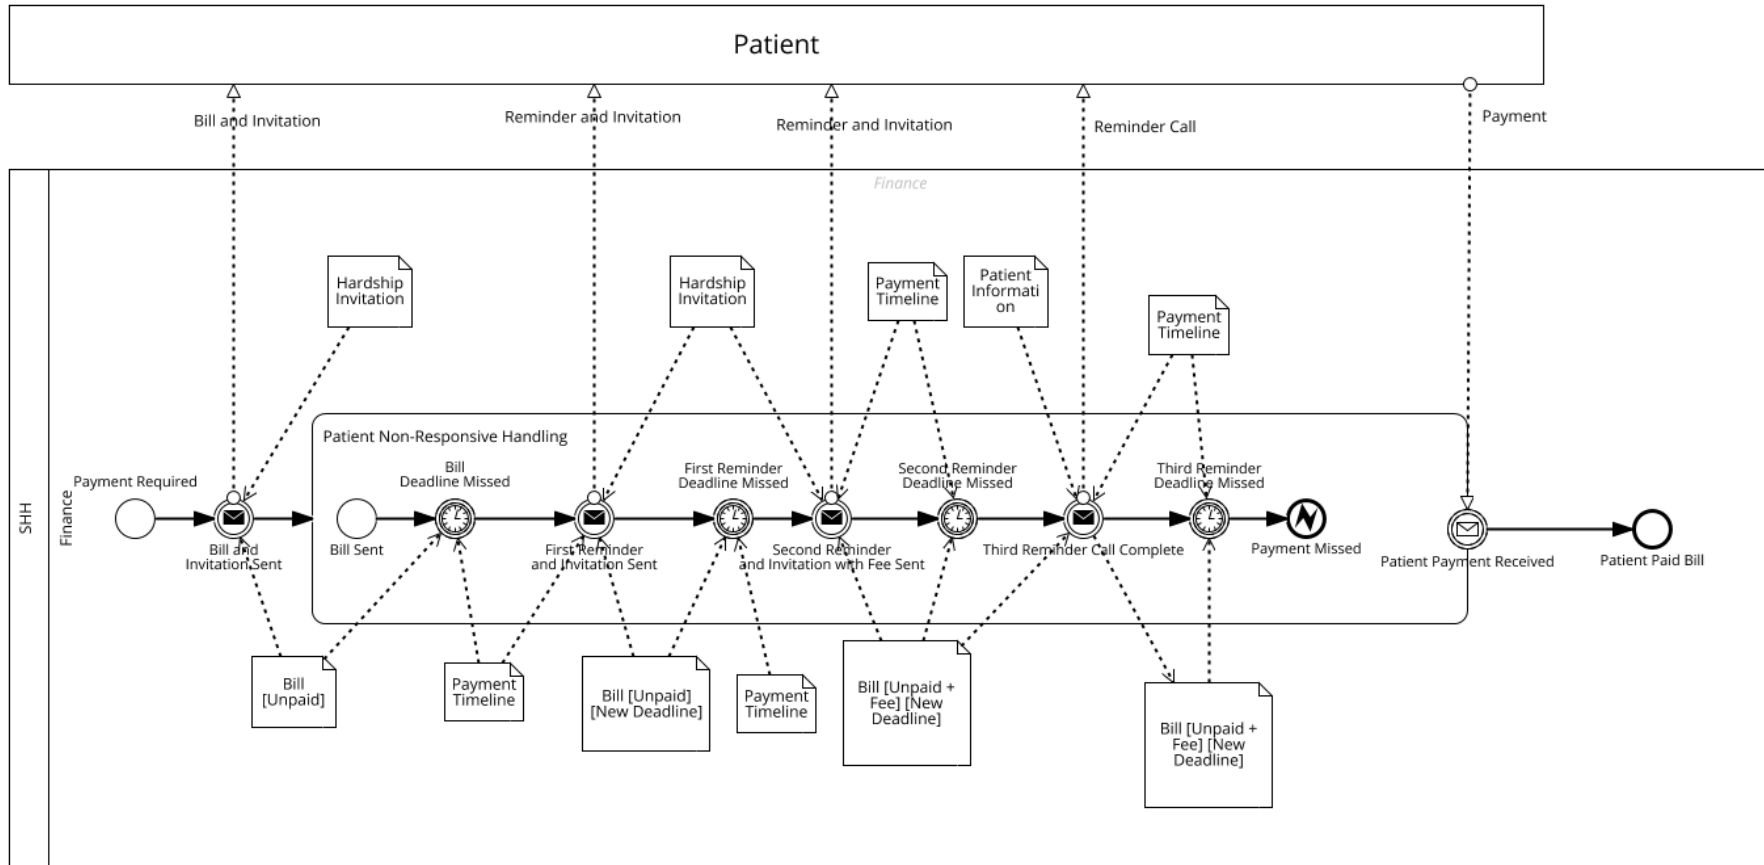 Patient
Bill and Invitation
Reminder and Invitation
Reminder and Invitation
Reminder Call
Payment
SHH
Finance
Finance
Hardship
Invitation
Hardship
Invitation
Payment
Timeline
Patient
Informati
on
Payment
Timeline
Patient Non-Responsive Handling
Payment Required
Bill and
Invitation Sent
Bill Sent
Bill
Deadline Missed
First Reminder
and Invitation Sent
First Reminder
Deadline Missed
Second Reminder
and Invitation with Fee Sent
Second Reminder
Deadline Missed
Third Reminder Call Complete
Third Reminder
Deadline Missed
Payment Missed
Patient Payment Received
Patient Paid Bill
Bill
[Unpaid]
Payment
Timeline
Bill [Unpaid]
[New Deadline]
Payment
Timeline
Bill [Unpaid +
Fee] [New
Deadline]
Bill [Unpaid +
Fee] [New
Deadline]